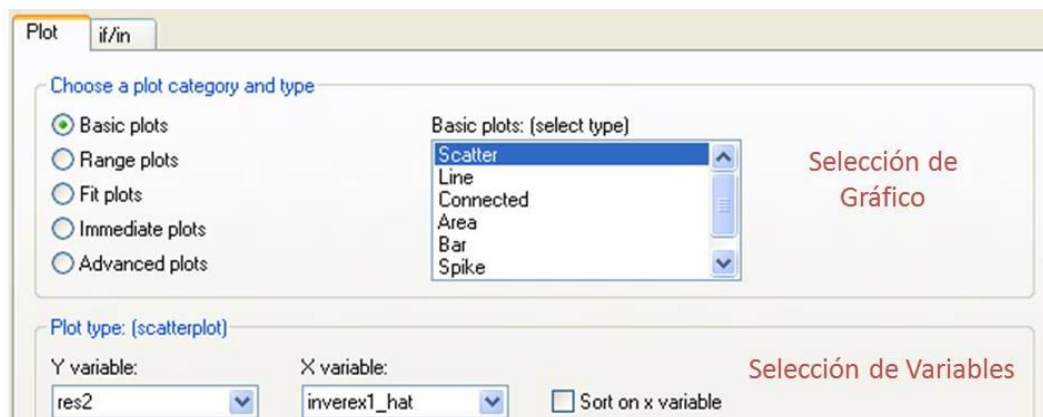 Plot if/in
Choose a plot category and type
Basic plots
Range plots
Fit plots
Immediate plots
Advanced plots
Basic plots: (select type)
Scatter
Line
Connected
Area
Bar
Spike
Selección de
Gráfico
Plot type: (scatterplot)
Y variable:
res2
X variable:
inverex1_hat
Sort on x variable
Selección de Variables